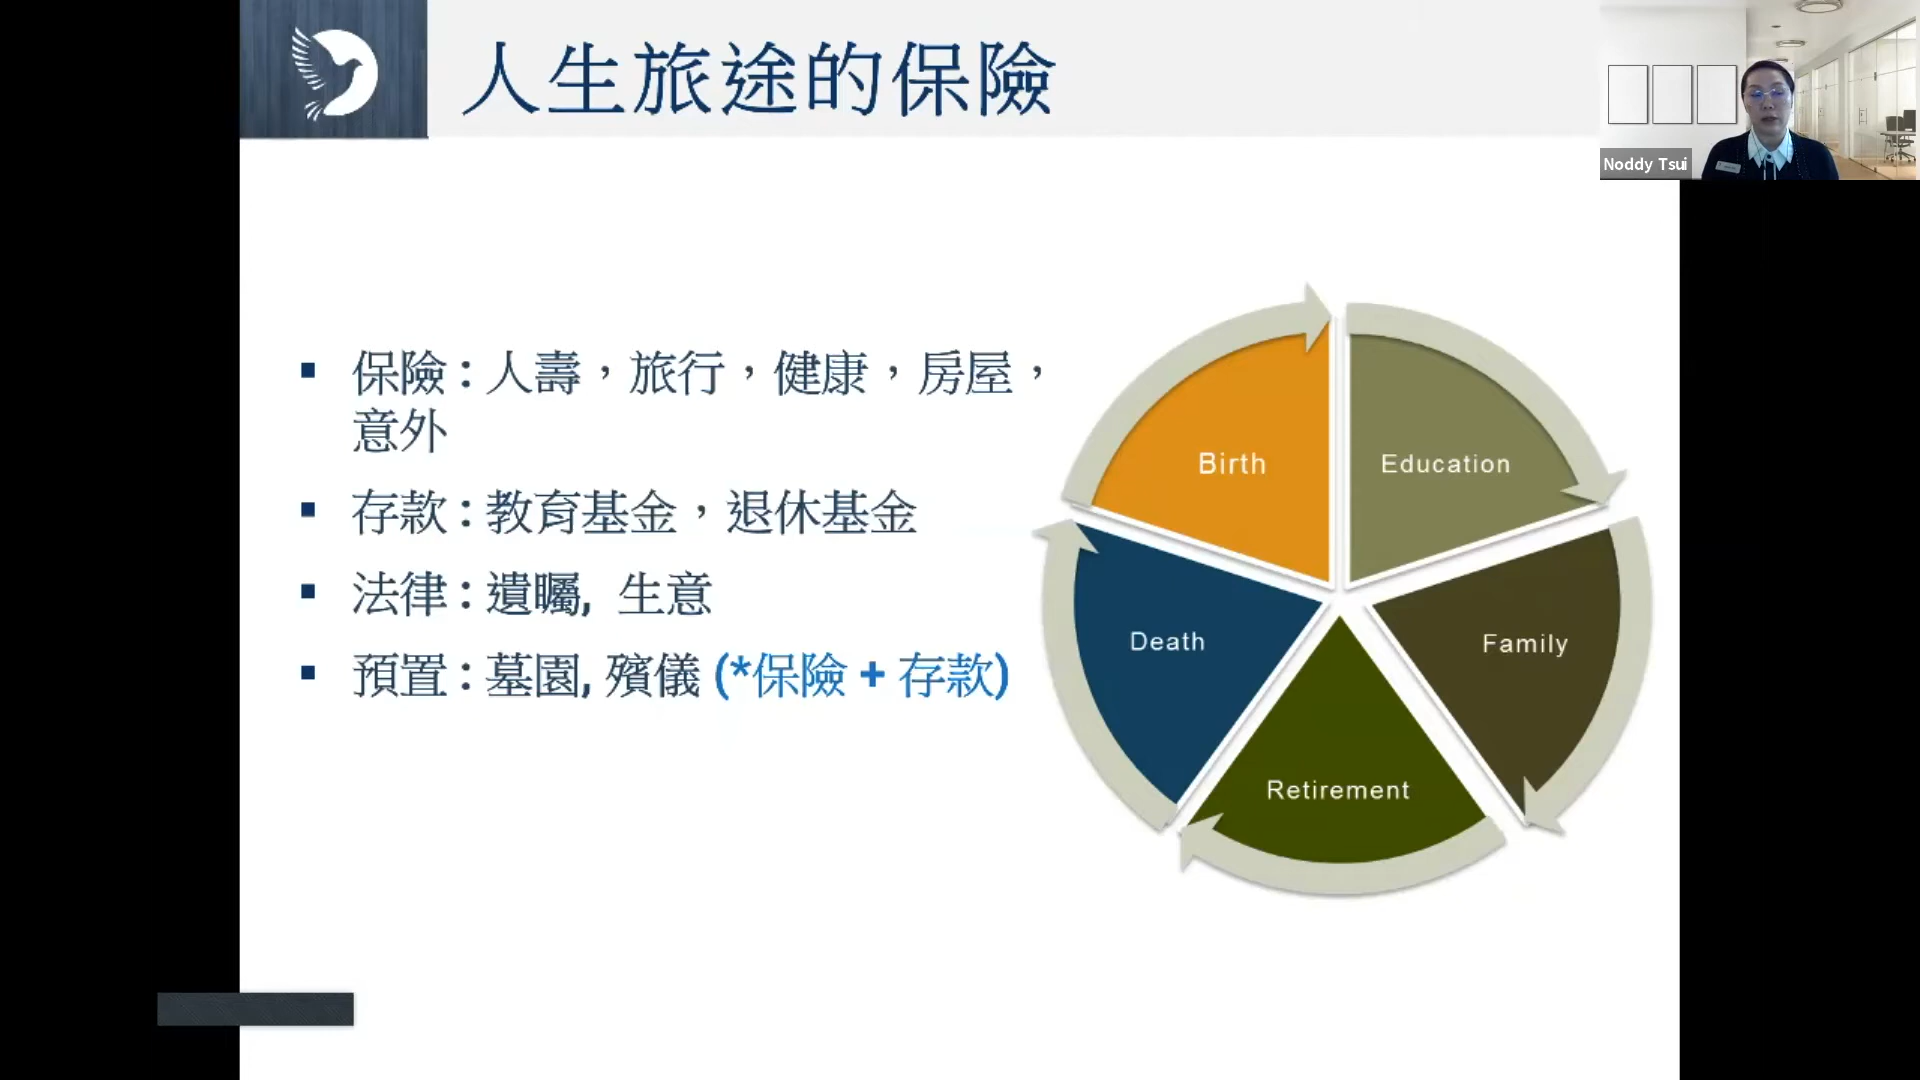 人生旅途的保險
Noddy Tsui
保險：人壽，旅行，健康，房屋，
意外
存款：教育基金，退休基金
法律：遺矚, 生意
預置：墓園, 殯儀 (*保險 + 存款)
Birth
Education
Death
Family
Retirement